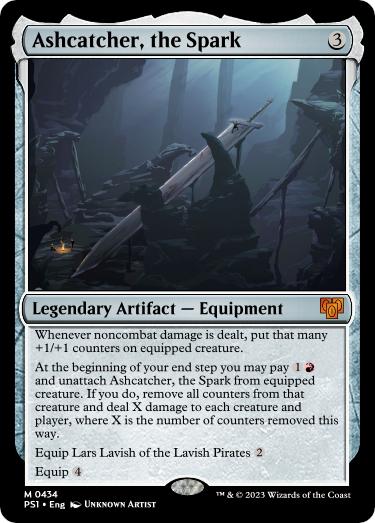 Ashcatcher, the Spark 3
Legendary Artifact — Equipment
Whenever noncombat damage is dealt, put that many
+1/+1 counters on equipped creature.
At the beginning of your end step you may pay 1
and unattach Ashcatcher, the Spark from equipped
creature. If you do, remove all counters from that
creature and deal X damage to each creature and
player, where X is the number of counters removed this
way.
Equip Lars Lavish of the Lavish Pirates 2
Equip 4
M 0434
PS1 • Eng Unknown Artist
™ & © 2023 Wizards of the Coast